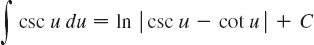 ∫ csc u du = ln |csc u − cot u| + C